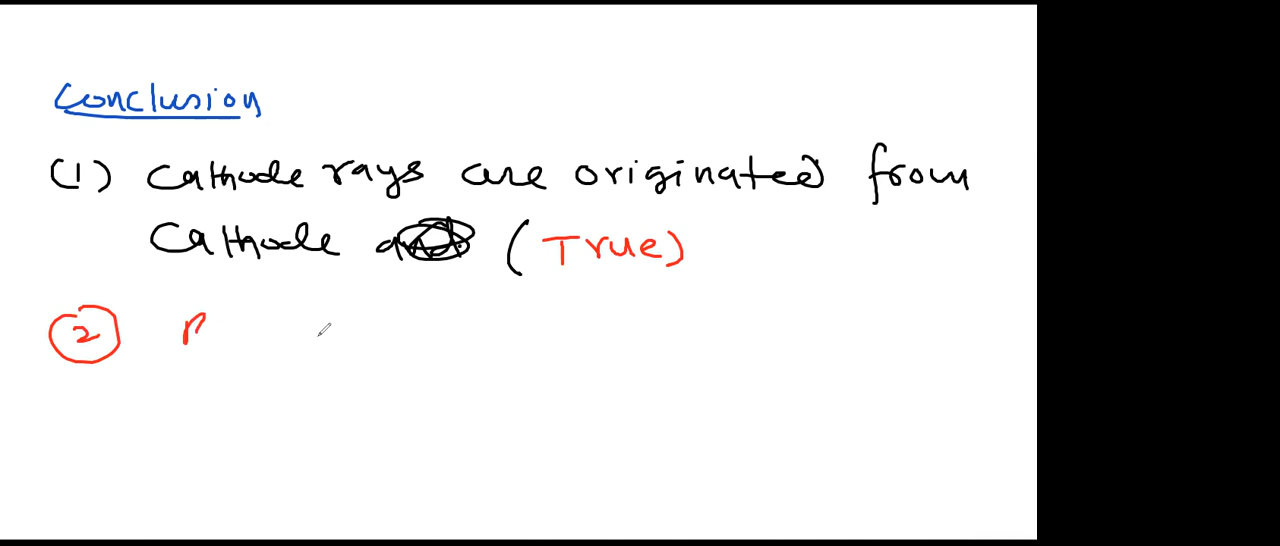 Conclusion
(1) Cathode rays are originated from
Cathode (True)
2